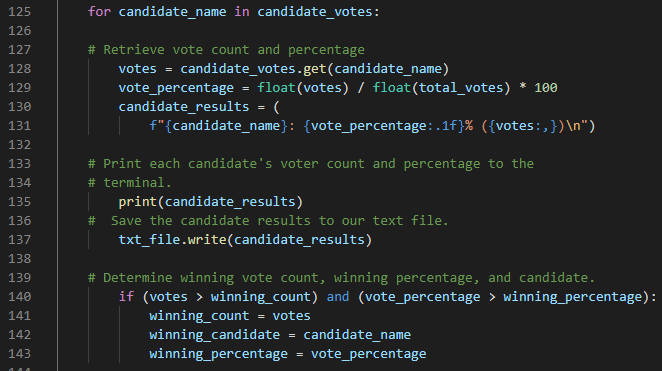 125 for candidate_name in candidate_votes:
126
127 # Retrieve vote count and percentage
128 votes = candidate_votes.get(candidate_name)
129 vote_percentage = float(votes) / float(total_votes) * 100
130 candidate_results = (
131 f"{candidate_name}: {vote_percentage:.1f}% ({votes:,})\n")
132
133 # Print each candidate's voter count and percentage to the
134 # terminal.
135 print(candidate_results)
136 #  Save the candidate results to our text file.
137 txt_file.write(candidate_results)
138
139 # Determine winning vote count, winning percentage, and candidate.
140 if (votes > winning_count) and (vote_percentage > winning_percentage):
141 winning_count = votes
142 winning_candidate = candidate_name
143 winning_percentage = vote_percentage